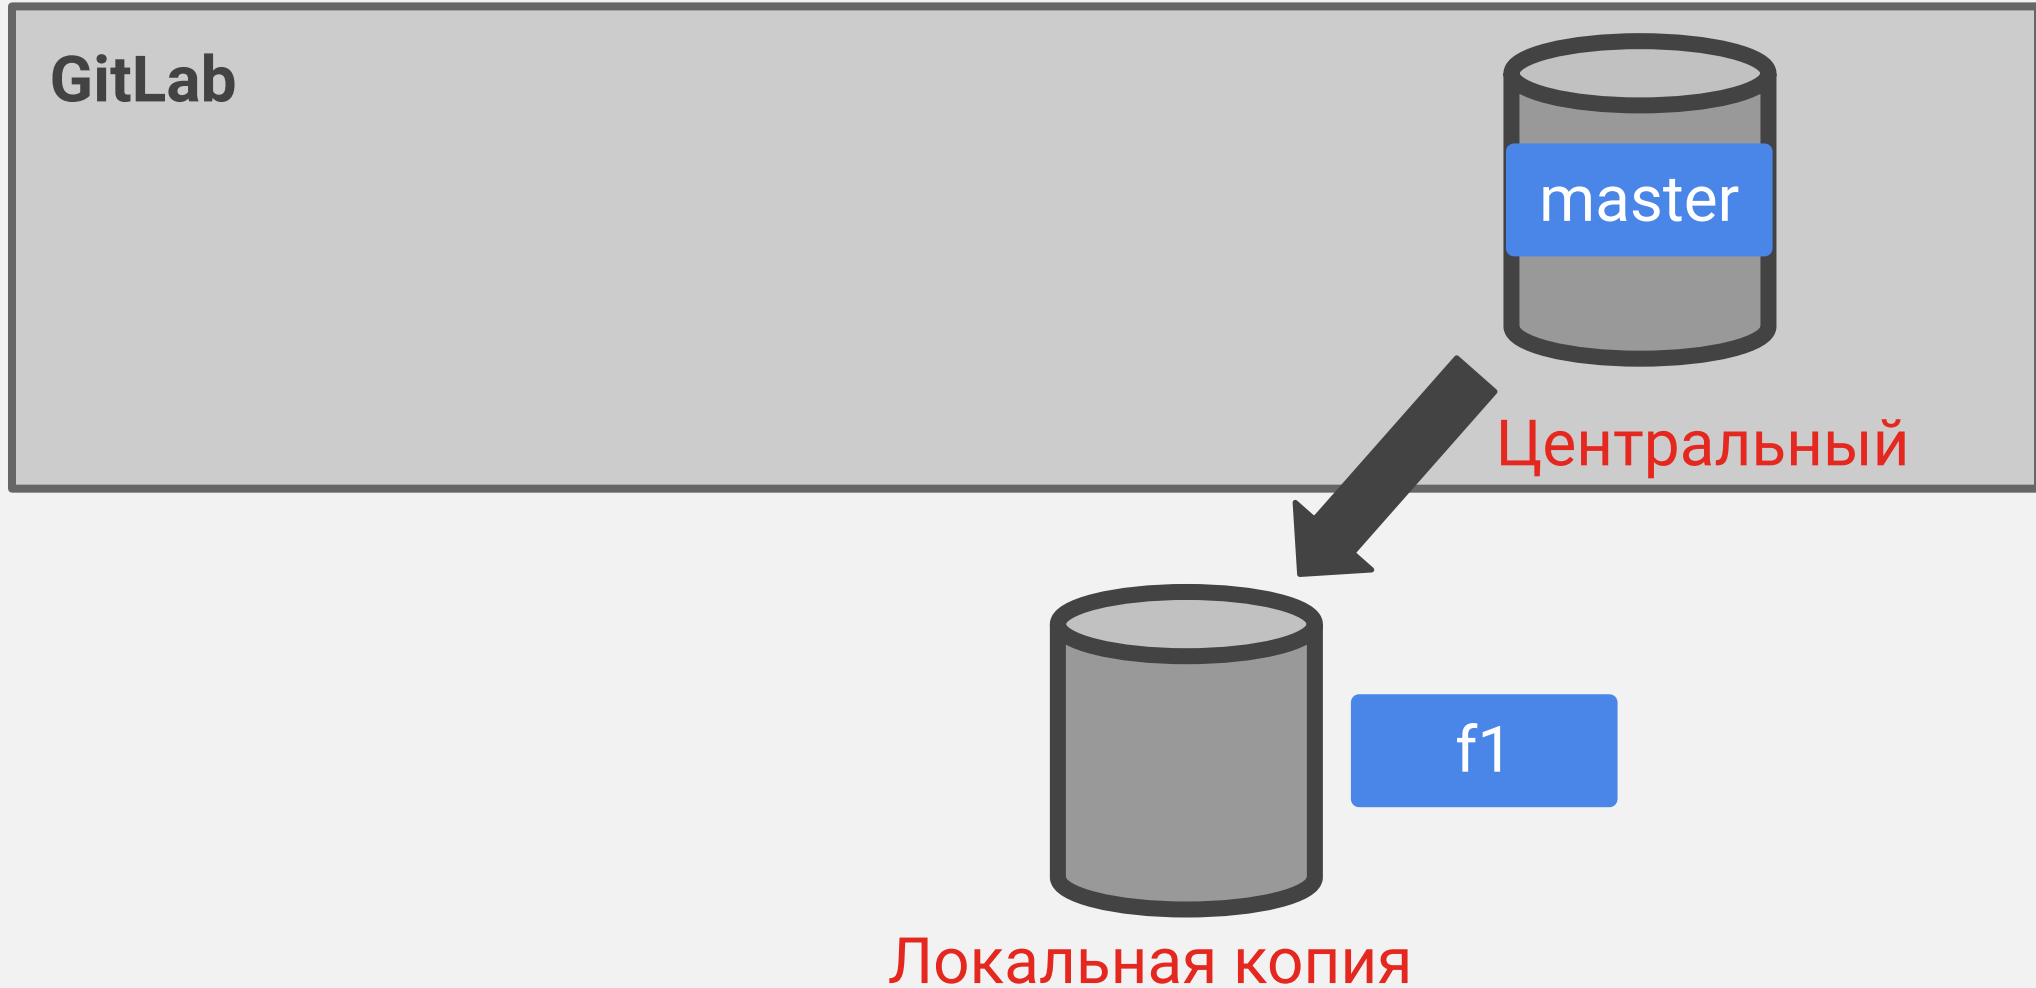 GitLab
master
Центральный
f1
Локальная копия